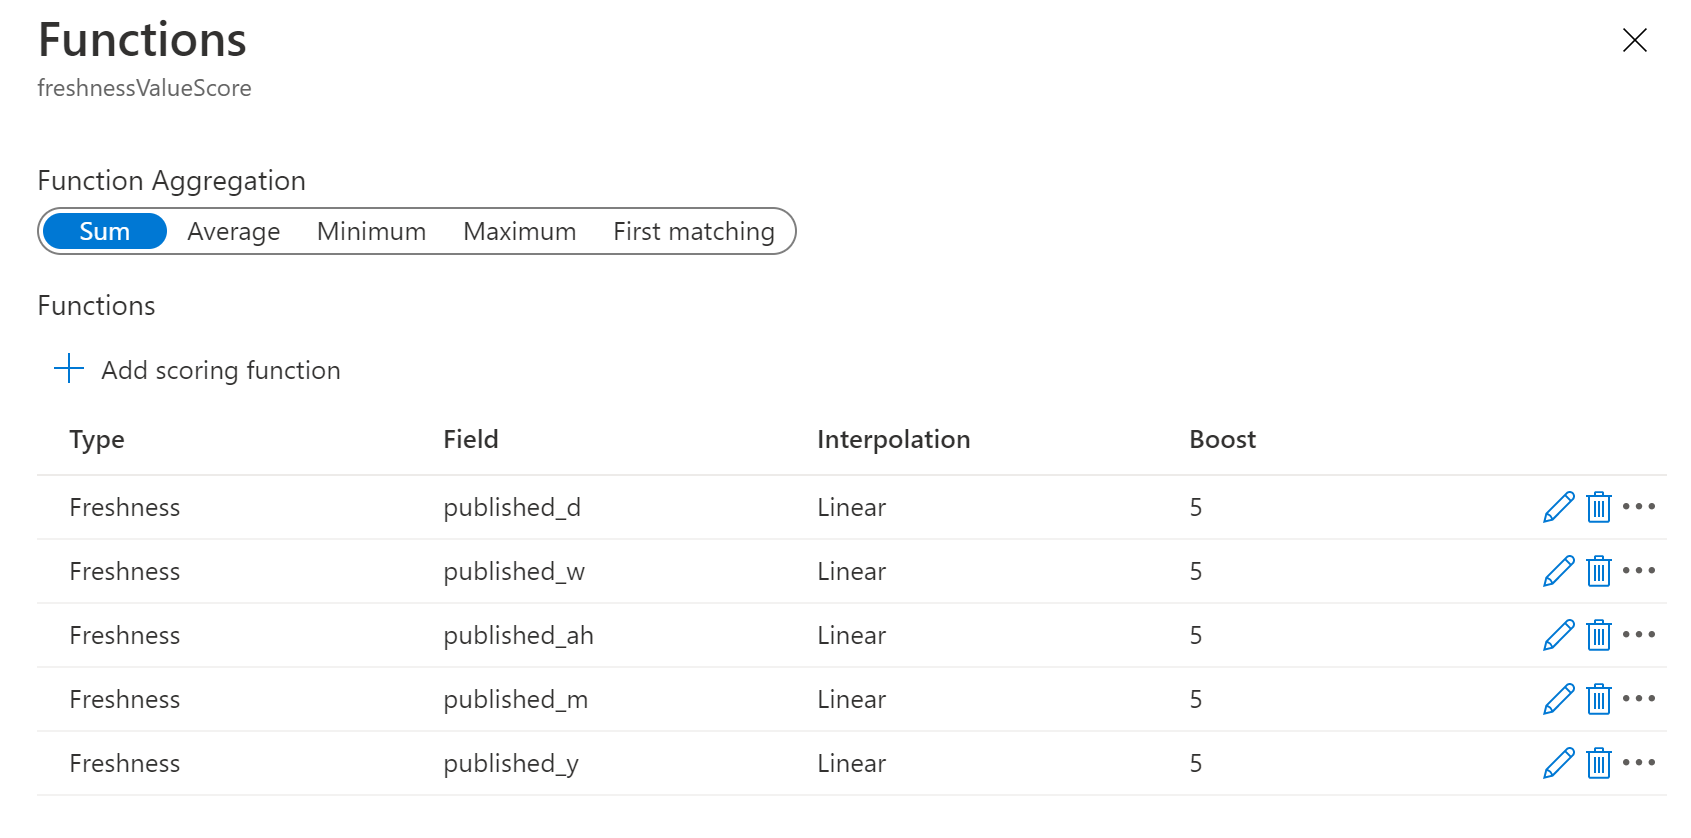 Functions
freshnessValueScore
Function Aggregation
Sum Average Minimum Maximum First matching
Functions
Add scoring function
Type Field Interpolation Boost
Freshness published_d Linear 5
Freshness published_w Linear 5
Freshness published_ah Linear 5
Freshness published_m Linear 5
Freshness published_y Linear 5